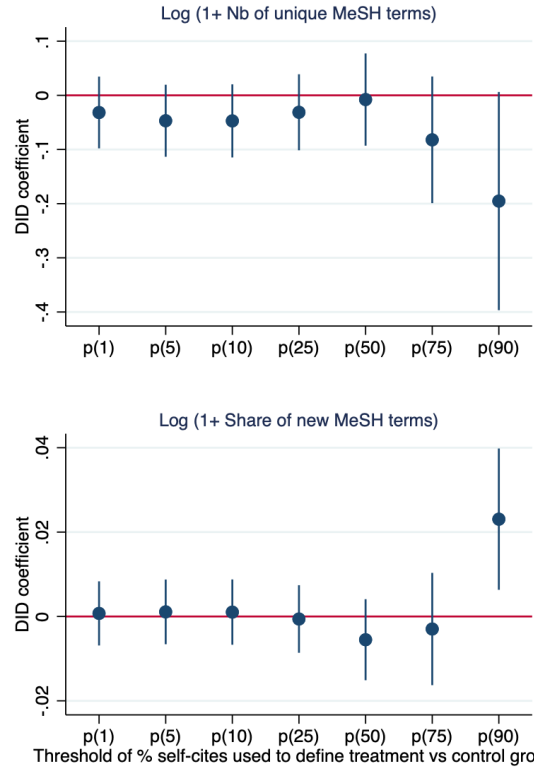 Log (1+ Nb of unique MeSH terms)
DID coefficient
.1
0
-.1
-.2
-.3
-.4
p(1) p(5) p(10) p(25) p(50) p(75) p(90)
Log (1+ Share of new MeSH terms)
DID coefficient
.04
.02
0
-.02
p(1) p(5) p(10) p(25) p(50) p(75) p(90)
Threshold of % self-cites used to define treatment vs control gro